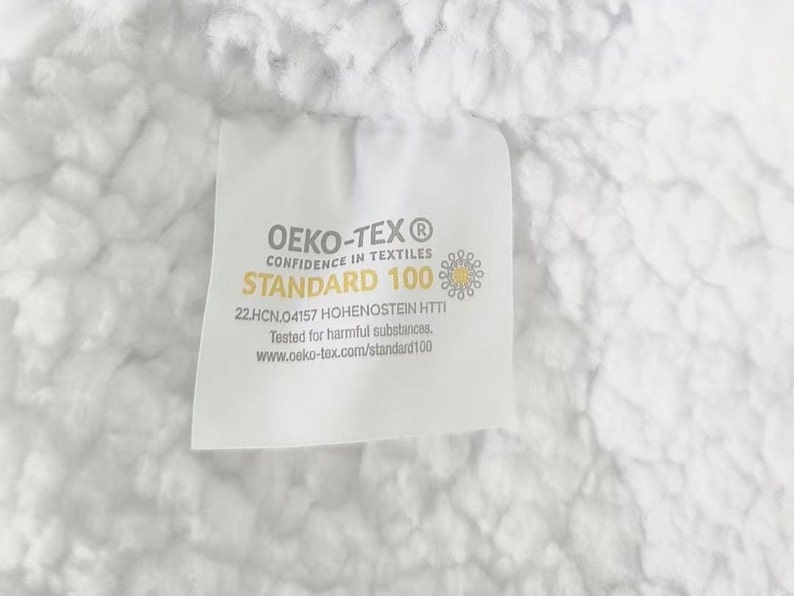 OEKO-TEX®
CONFIDENCE IN TEXTILES
STANDARD 100
22.HCN.04157 HOHENOSTEIN HTTI
Tested for harmful substances.
www.oeko-tex.com/standard100